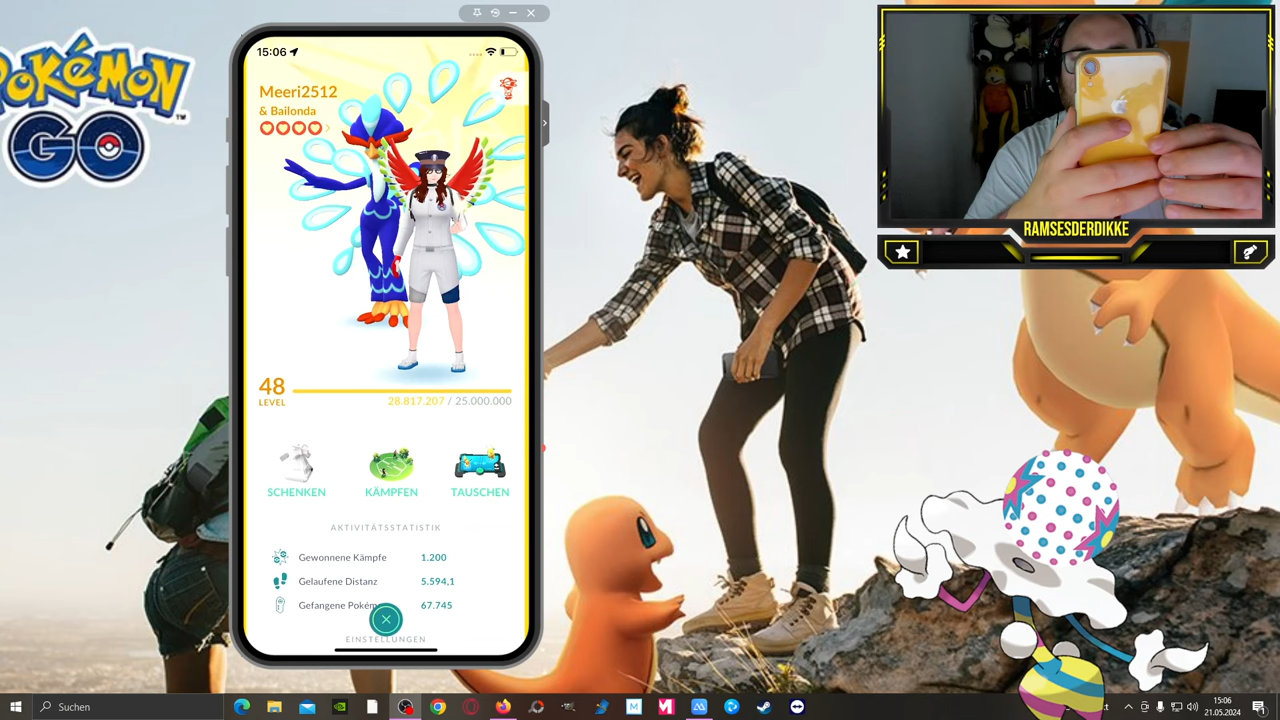 POKÉMON
GO
TM
15:06
Meeri2512
& Bailonda
48
LEVEL
28.817.207 / 25.000.000
SCHENKEN
KÄMPFEN
TAUSCHEN
AKTIVITÄTSSTATISTIK
Gewonnene Kämpfe 1.200
Gelaufene Distanz 5.594,1
Gefangene Pokém 67.745
EINSTELLUNGEN
RAMSESDERDIKKE
Suchen
15:06
21.05.2024